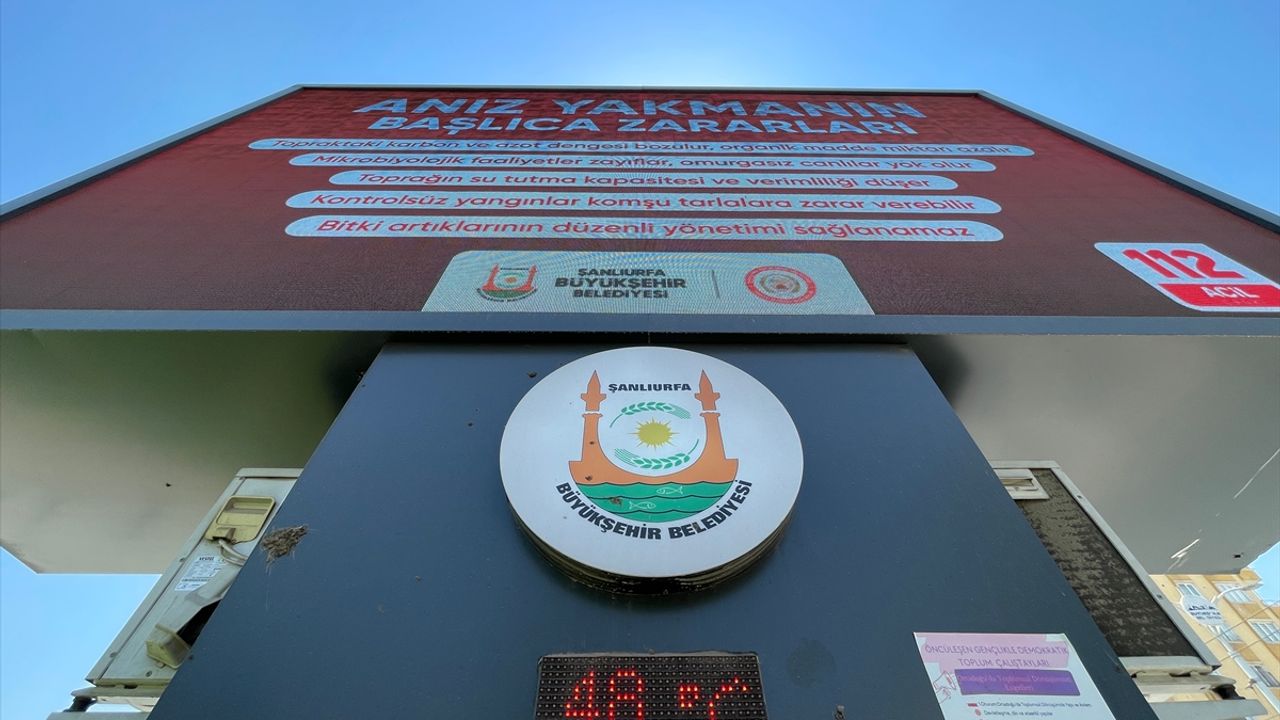 ANIZ YAKMANIN
BAŞLICA ZARARLARI
Topraktaki karbon ve azot dengesi bozulur, organik madde miktarı azalır
Mikrobiyolojik faaliyetler zayıflar, omurgasız canlılar yok olur
Toprağın su tutma kapasitesi ve verimliliği düşer
Kontrolsüz yangınlar komşu tarlalara zarar verebilir
Bitki artıklarının düzenli yönetimi sağlanamaz
ŞANLIURFA
BÜYÜKŞEHİR
BELEDİYESİ
112
ACİL
ŞANLIURFA
BÜYÜKŞEHİR BELEDİYESİ
ÖNCÜLEŞEN GENÇLİKLE DEMOKRATİK
TOPLUM ÇALIŞTAYLARI